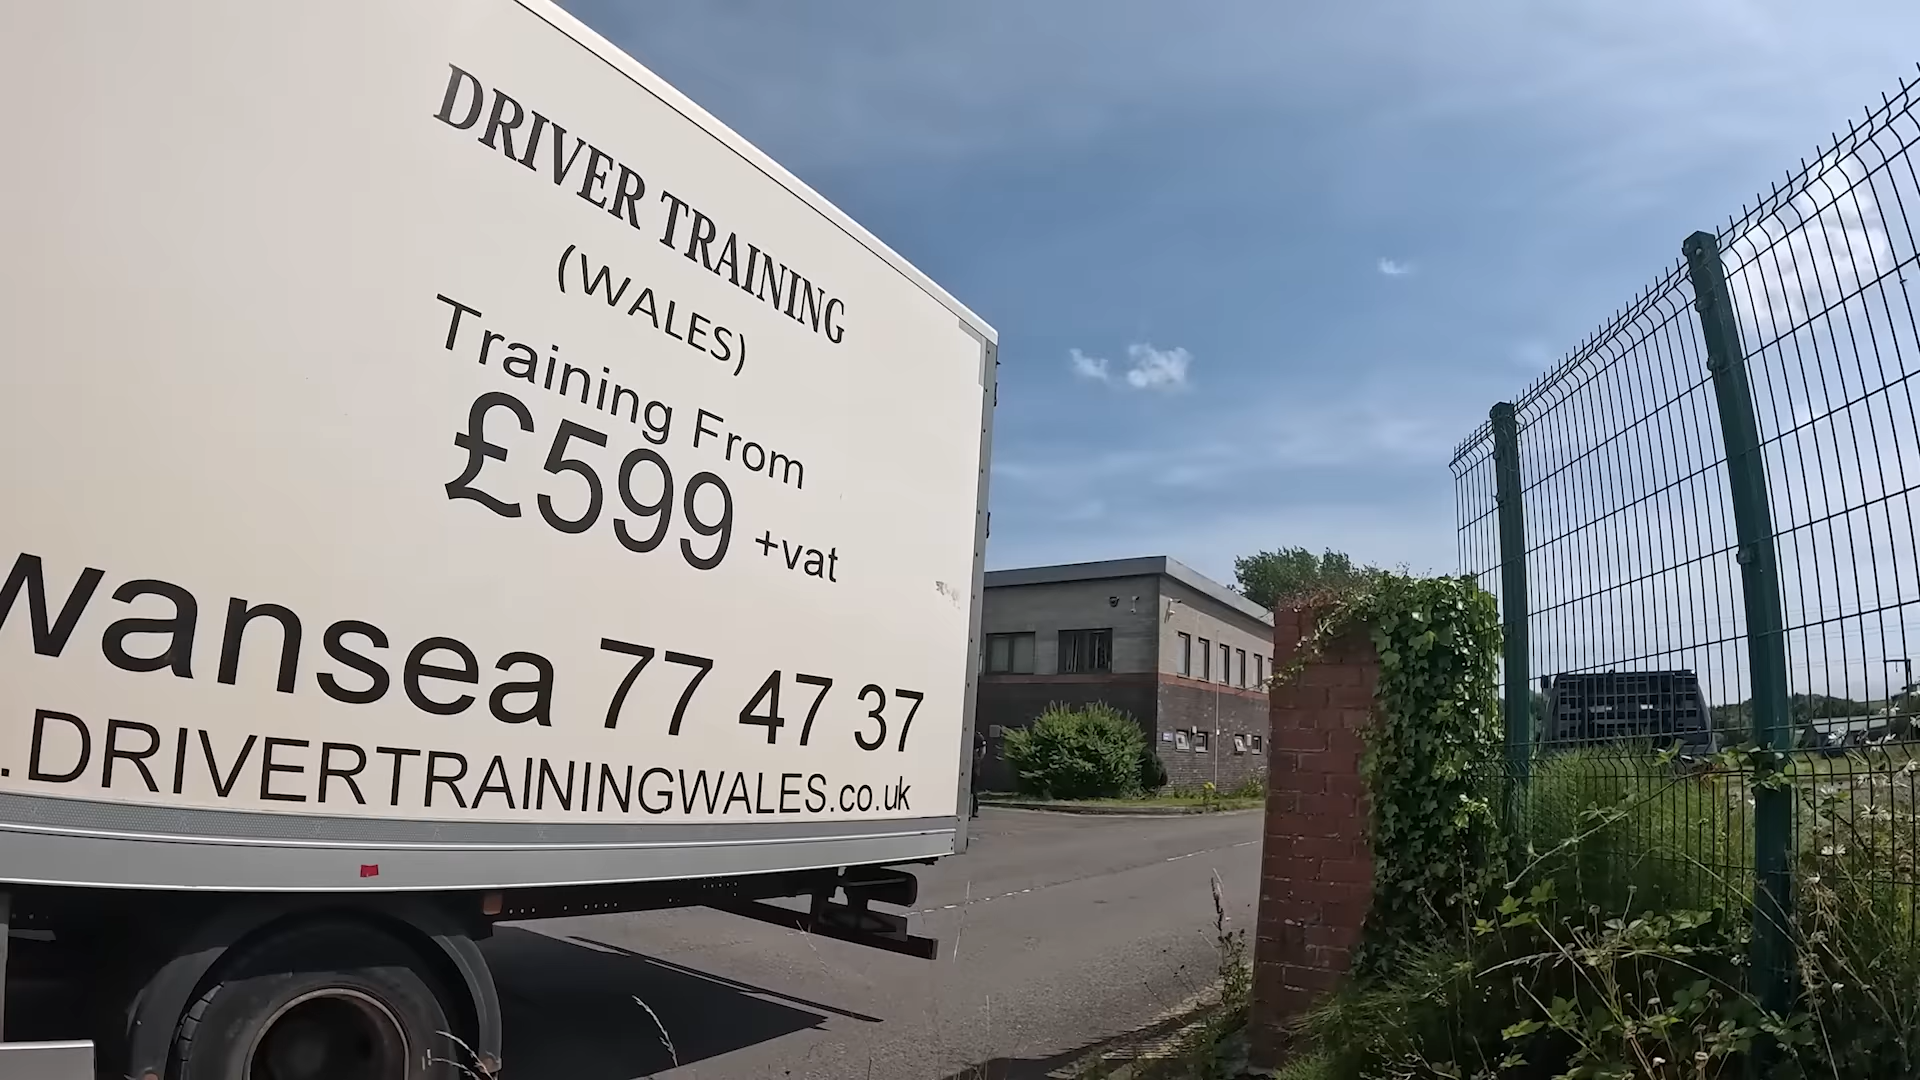 DRIVER TRAINING
(WALES)
Training From
£599 +vat
wansea 77 47 37
.DRIVERTRAININGWALES.co.uk